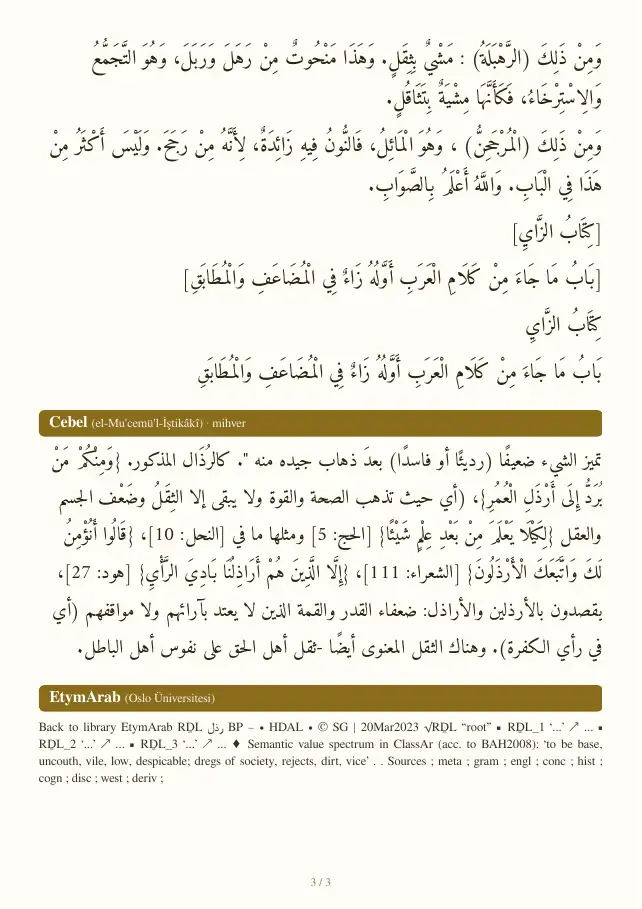 وَمِنْ ذَلِكَ (الرَّهْبَلَةُ) : مَشْيٌ بِثِقَلٍ. وَهَذَا مَنْحُوتٌ مِنْ رَهَلَ وَرَبَلَ، وَهُوَ التَّجَمُّعُ
وَالِاسْتِرْخَاءُ، فَكَأَنَّهَا مِشْيَةٌ بِتَثَاقُلٍ.
وَمِنْ ذَلِكَ (الْمُرْجَحِنُّ) ، وَهُوَ الْمَائِلُ، فَالنُّونُ فِيهِ زَائِدَةٌ، لِأَنَّهُ مِنْ رَجَحَ. وَلَيْسَ أَكْثَرُ مِنْ
هَذَا فِي الْبَابِ. وَاللَّهُ أَعْلَمُ بِالصَّوَابِ.
[كِتَابُ الزَّايِ]
[بَابُ مَا جَاءَ مِنْ كَلَامِ الْعَرَبِ أَوَّلُهُ زَاءٌ فِي الْمُضَاعَفِ وَالْمُطَابَقِ]
كِتَابُ الزَّايِ
بَابُ مَا جَاءَ مِنْ كَلَامِ الْعَرَبِ أَوَّلُهُ زَاءٌ فِي الْمُضَاعَفِ وَالْمُطَابَقِ
Cebel (el-Mu'cemü'l-İştikâkî) · mihver
تميز الشيء ضعيفًا (رديئًا أو فاسدًا) بعدَ ذهاب جيده منه ". كالرُذَال المذكور. {وَمِنْكُمْ مَنْ
يُرَدُّ إِلَى أَرْذَلِ الْعُمُرِ}، (أي حيث تذهب الصحة والقوة ولا يبقى إلا الثِقَلُ وضَعْف الجسم
والعقل {لِكَيْلَا يَعْلَمَ مِنْ بَعْدِ عِلْمٍ شَيْئًا} [الحج: 5] ومثلها ما في [النحل: 10]، {قَالُوا أَنُؤْمِنُ
لَكَ وَاتَّبَعَكَ الْأَرْذَلُونَ} [الشعراء: 111]، {إِلَّا الَّذِينَ هُمْ أَرَاذِلُنَا بَادِيَ الرَّأْيِ} [هود: 27]،
يقصدون بالأرذلين والأراذل: ضعفاء القدر والقمة الذين لا يعتد بآرائهم ولا مواقفهم (أي
في رأي الكفرة). وهناك الثقل المعنوى أيضًا -ثقل أهل الحق على نفوس أهل الباطل.
EtymArab (Oslo Üniversitesi)
Back to library EtymArab RḎL رذل BP – • HDAL • © SG | 20Mar2023 √RḎL “root” ▪ RḎL_1 ‘...’ ↗ ... ▪
RḎL_2 ‘...’ ↗ ... ▪ RḎL_3 ‘...’ ↗ ... ♦ Semantic value spectrum in ClassAr (acc. to BAH2008): ‘to be base,
uncouth, vile, low, despicable; dregs of society, rejects, dirt, vice’ . . Sources ; meta ; gram ; engl ; conc ; hist ;
cogn ; disc ; west ; deriv ;
3 / 3